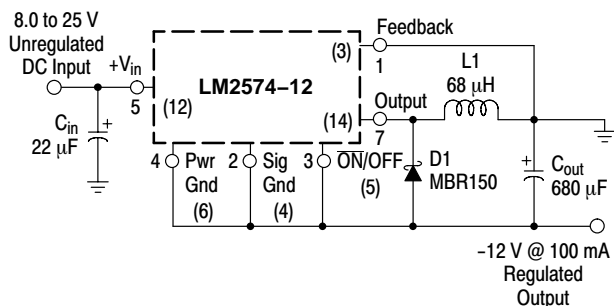 8.0 to 25 V
Unregulated
DC Input
+Vin
5
(12)
Cin
22 µF
+
LM2574–12
(3)
Feedback
1
(14)
Output
7
L1
68 µH
4
Pwr
Gnd
(6)
2
Sig
Gnd
(4)
3
O̅N̅/OFF
(5)
D1
MBR150
+
Cout
680 µF
–12 V @ 100 mA
Regulated
Output